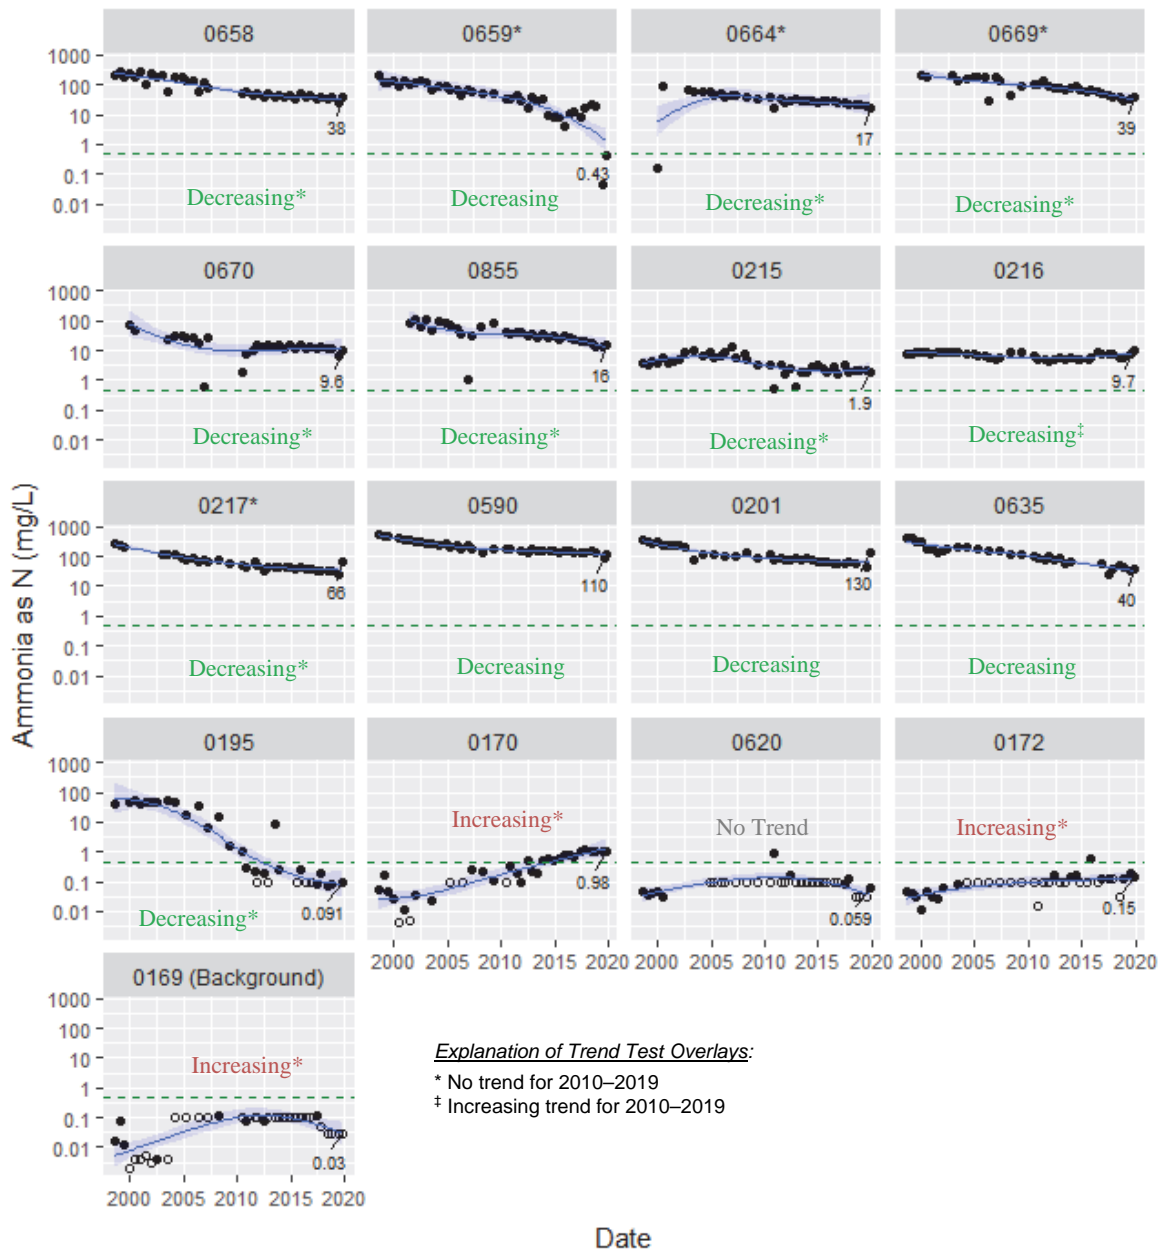 0658
0659*
0664*
0669*
1000
100
10
1
0.1
0.01
38
0.43
17
39
Decreasing*
Decreasing
Decreasing*
Decreasing*
0670
0855
0215
0216
1000
100
10
1
0.1
0.01
9.6
16
1.9
9.7
Decreasing*
Decreasing*
Decreasing*
Decreasing‡
Ammonia as N (mg/L)
0217*
0590
0201
0635
1000
100
10
1
0.1
0.01
66
110
130
40
Decreasing*
Decreasing
Decreasing
Decreasing
0195
0170
0620
0172
1000
100
10
1
0.1
0.01
Increasing*
No Trend
Increasing*
Decreasing*
0.091
0.98
0.059
0.15
2000 2005 2010 2015 2020
2000 2005 2010 2015 2020
2000 2005 2010 2015 2020
0169 (Background)
1000
100
10
1
0.1
0.01
Increasing*
0.03
2000 2005 2010 2015 2020
Explanation of Trend Test Overlays:
* No trend for 2010–2019
‡ Increasing trend for 2010–2019
Date